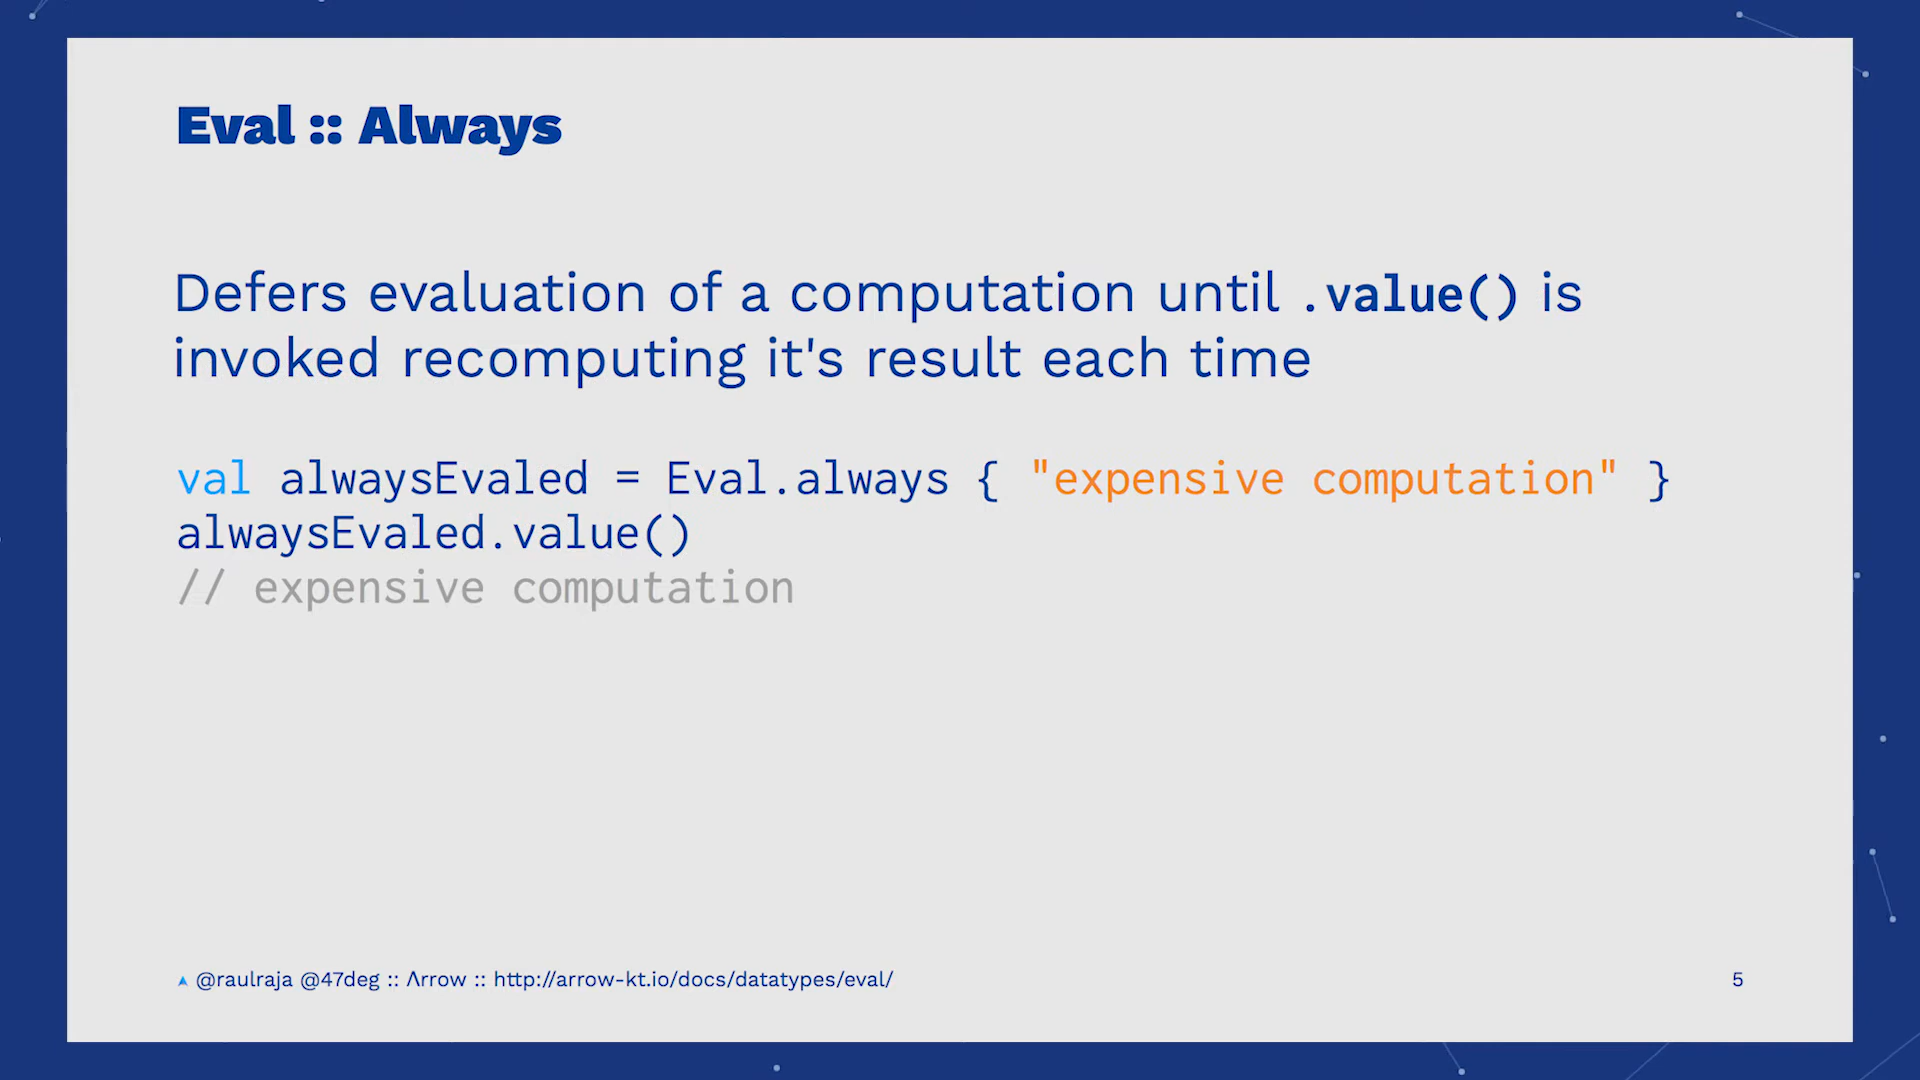 Eval :: Always
Defers evaluation of a computation until .value() is
invoked recomputing it's result each time
val alwaysEvaled = Eval.always { "expensive computation" }
alwaysEvaled.value()
// expensive computation
@raulraja @47deg :: Λrrow :: http://arrow-kt.io/docs/datatypes/eval/
5